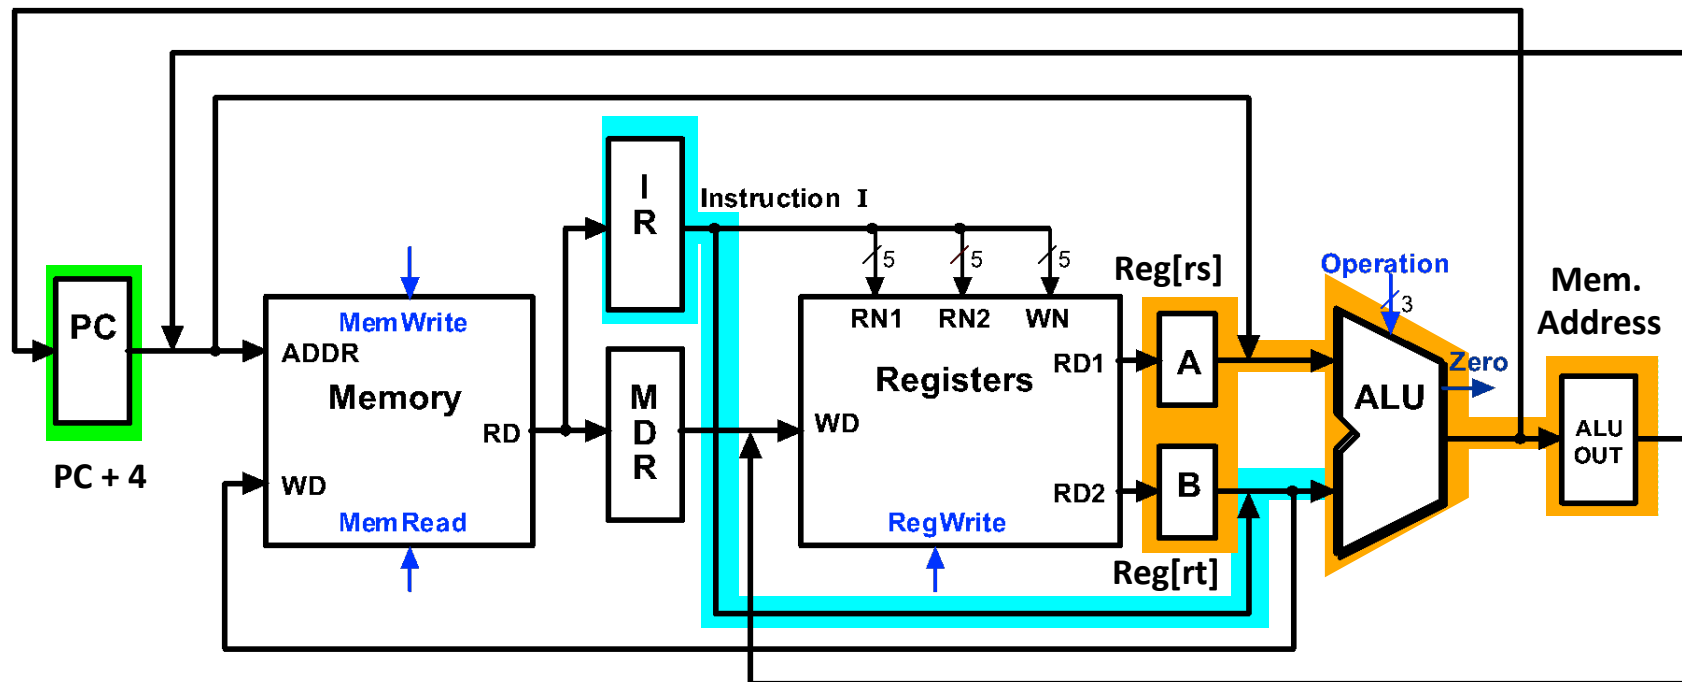 PC
PC + 4
MemWrite
ADDR
Memory
RD
WD
MemRead
I
R
Instruction I
M
D
R
5
5
5
RN1
RN2
WN
RD1
Registers
WD
RD2
RegWrite
Reg[rs]
A
B
Reg[rt]
Operation
3
Zero
ALU
Mem.
Address
ALU
OUT